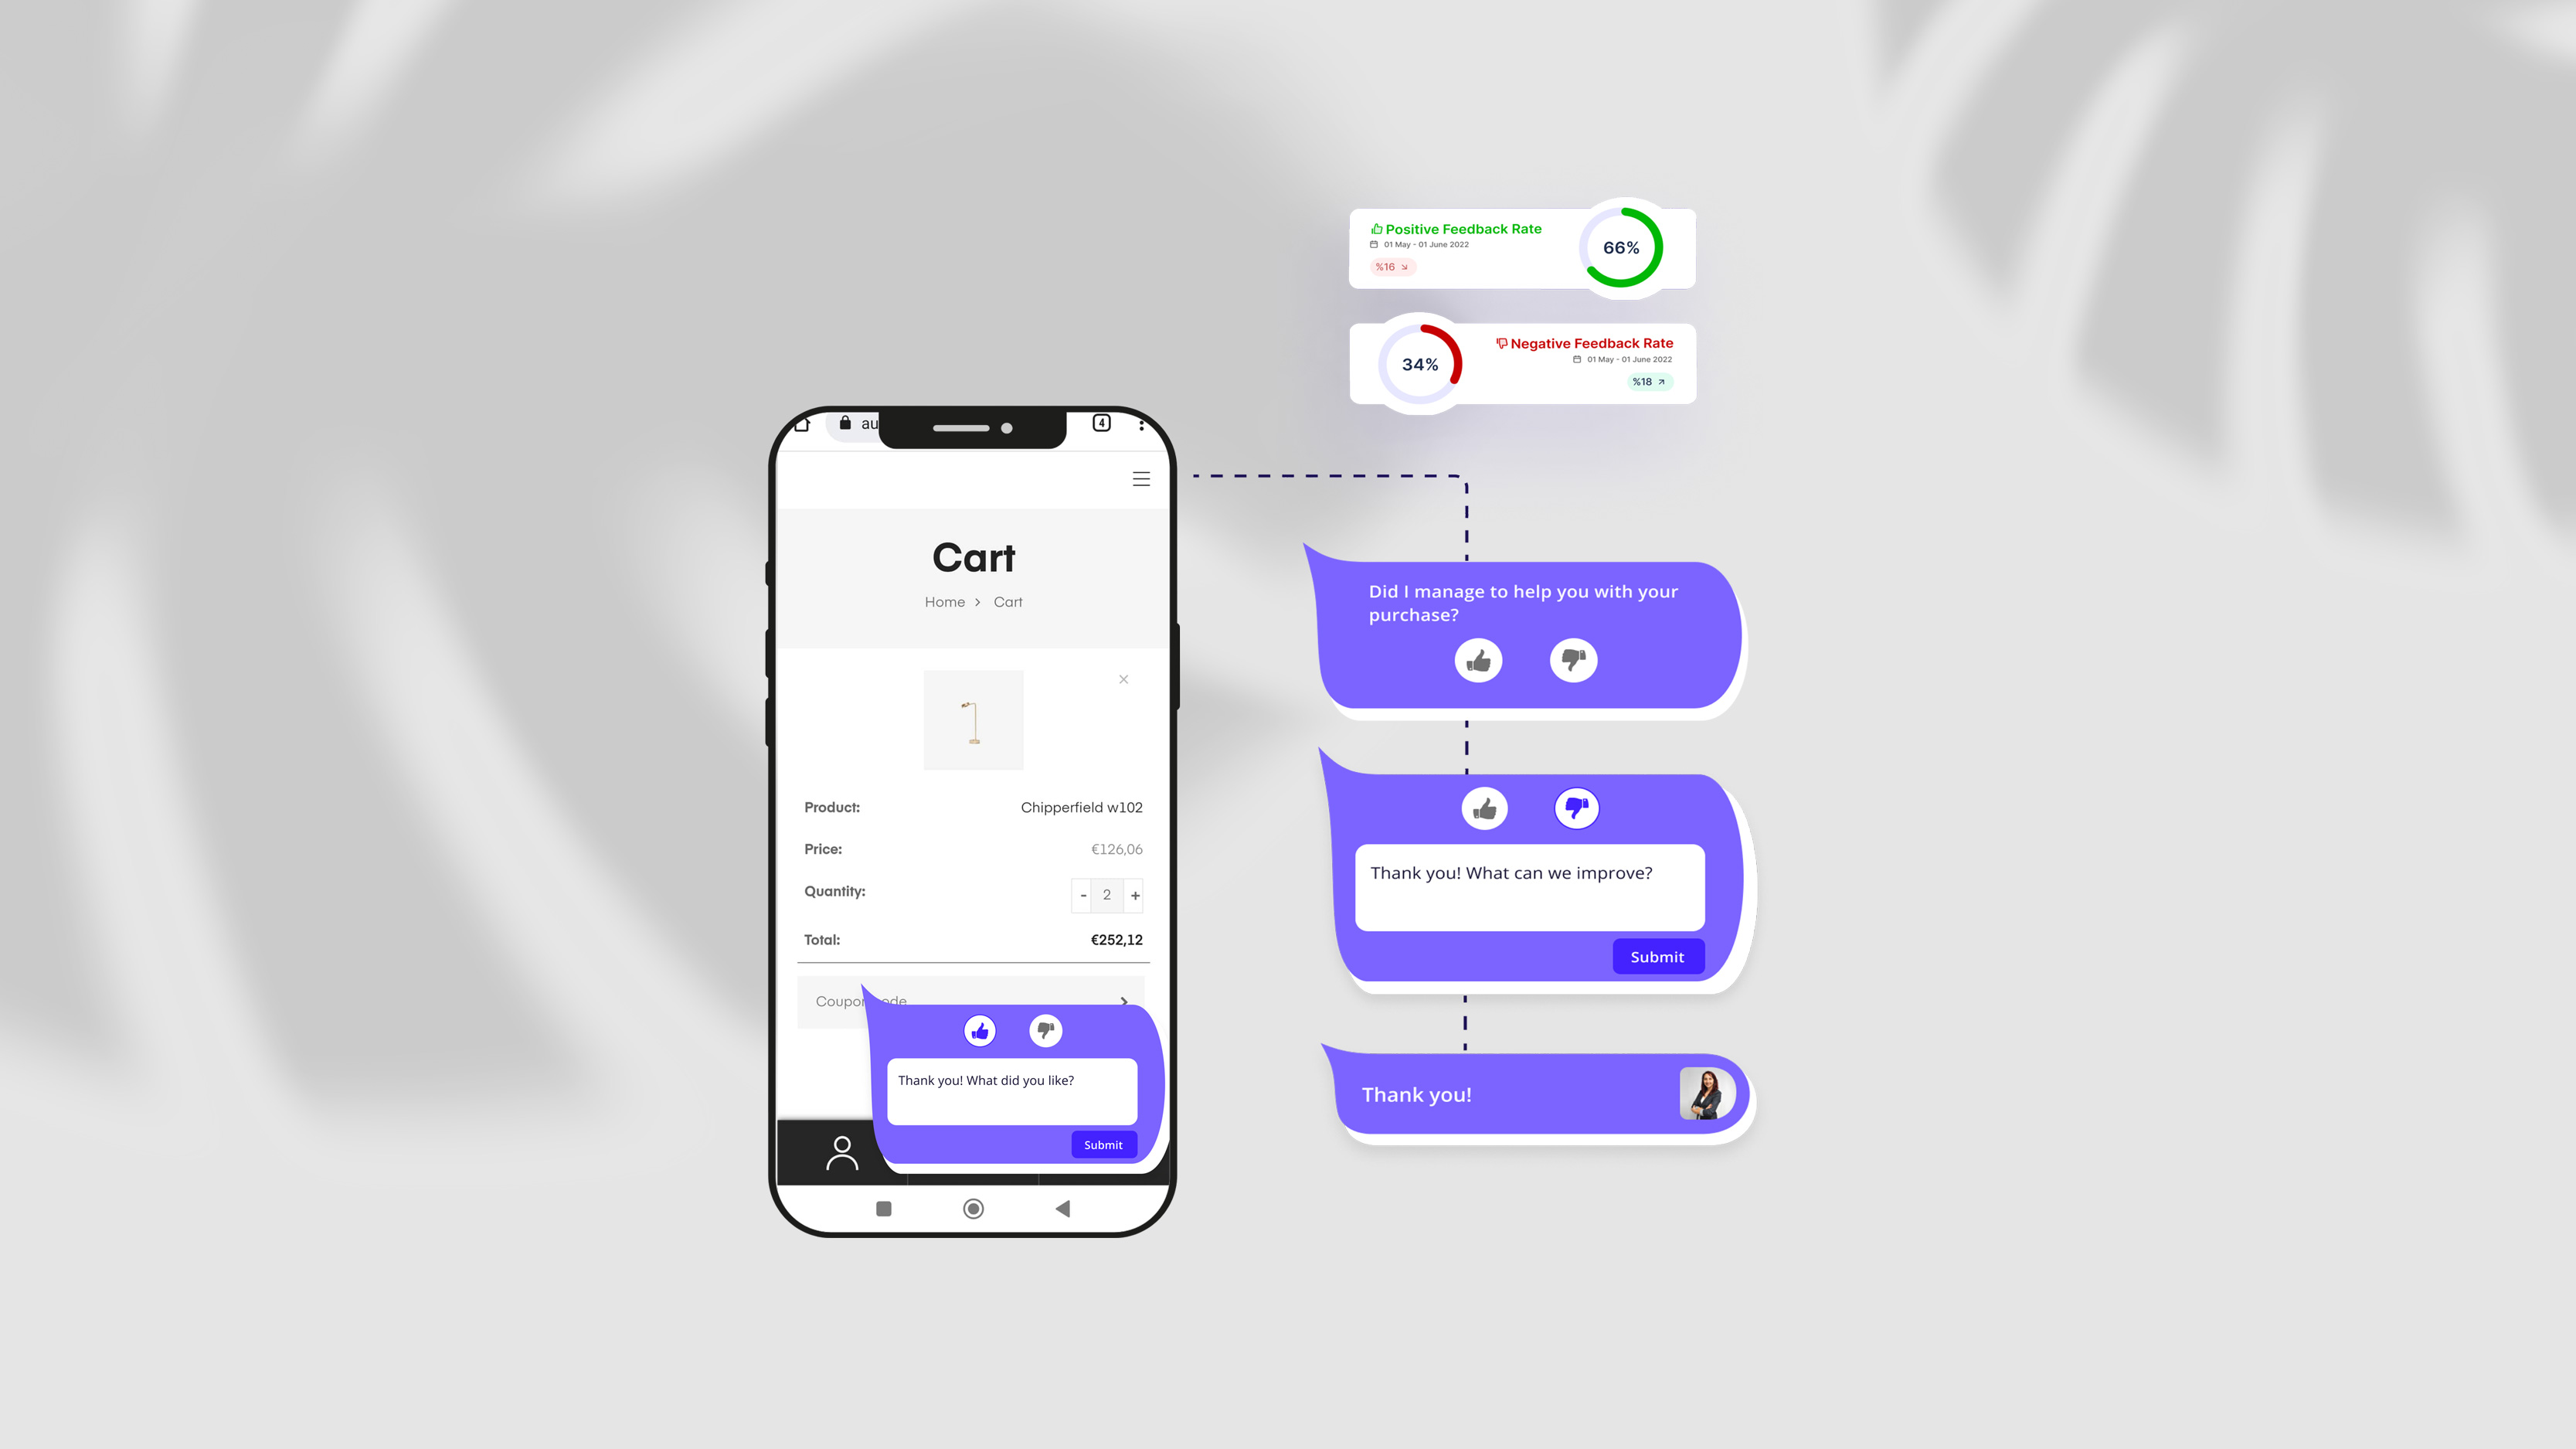 au
4
Cart
Home > Cart
Product: Chipperfield w102
Price: €126,06
Quantity: - 2 +
Total: €252,12
Thank you! What did you like?
Submit
Positive Feedback Rate
01 May - 01 June 2022
%16
66%
34%
Negative Feedback Rate
01 May - 01 June 2022
%18
Did I manage to help you with your
purchase?
Thank you! What can we improve?
Submit
Thank you!